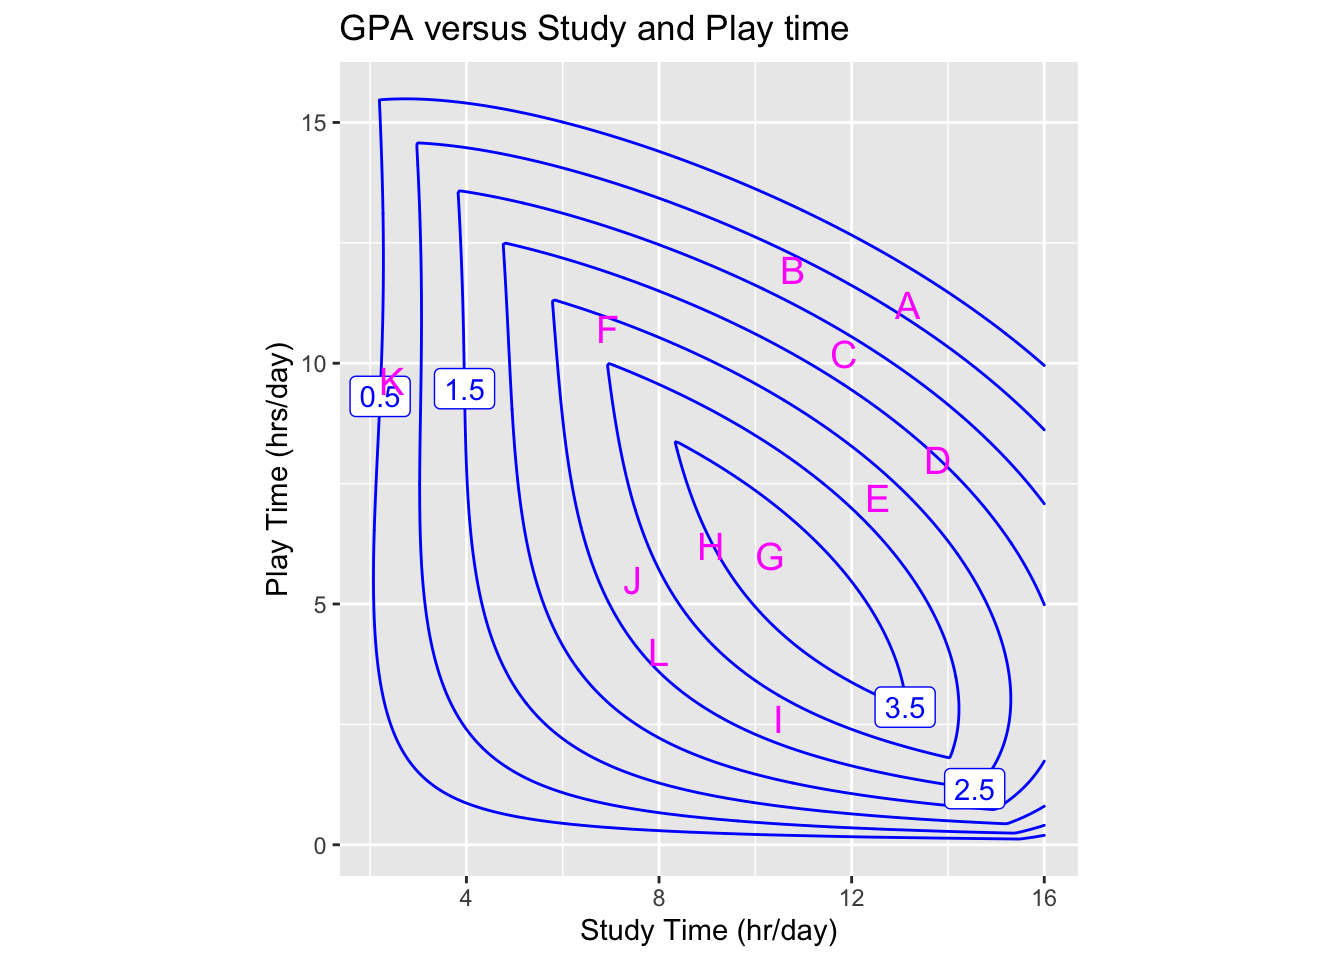 GPA versus Study and Play time
15
B
A
F
C
10
K
0.5
1.5
D
E
H
G
J
5
L
3.5
I
2.5
0
4
8
12
16
Play Time (hrs/day)
Study Time (hr/day)